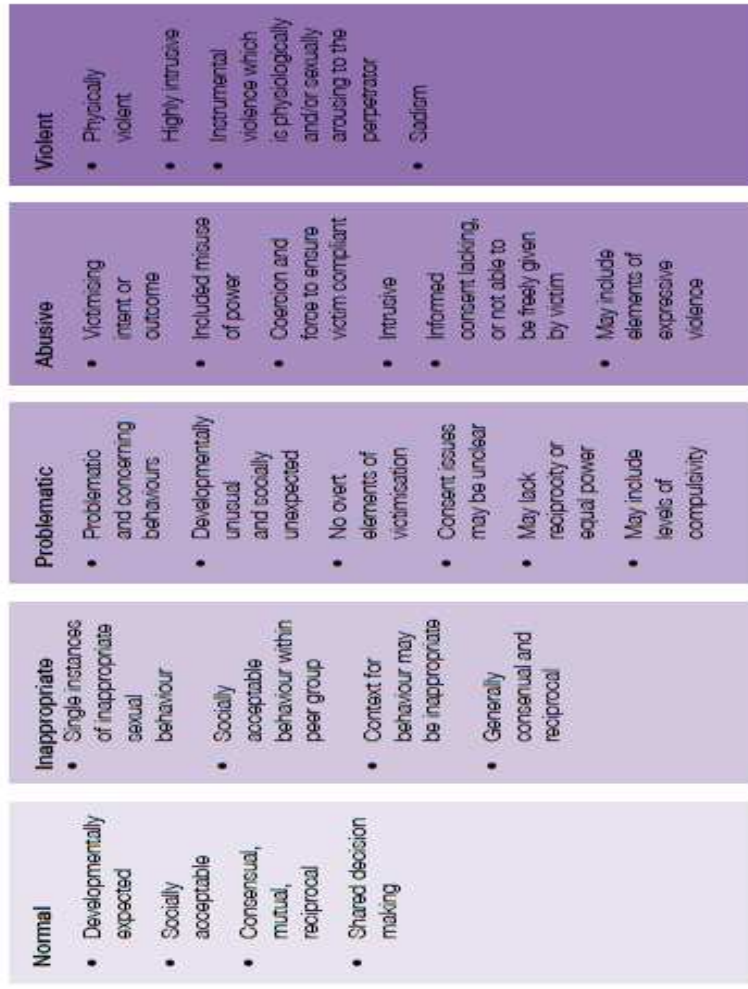 Normal
• Developmentally
expected
• Socially
acceptable
• Consensual,
mutual,
reciprocal
• Shared decision
making
Inappropriate
• Single instances
of inappropriate
sexual
behaviour
• Socially
acceptable
behaviour within
peer group
• Context for
behaviour may
be inappropriate
• Generally
consenual and
reciprocal
Problematic
• Problematic
and concerning
behaviours
• Developmentally
unusual
and socially
unexpected
• No overt
elements of
victimisation
• Consent issues
may be unclear
• May lack
reciprocity or
equal power
• May include
levels of
compulsivity
Abusive
• Victimising
intent or
outcome
• Included misuse
of power
• Coercion and
force to ensure
victim compliant
• Intrusive
• Informed
consent lacking,
or not able to
be freely given
by victim
• May include
elements of
expressive
violence
Violent
• Physically
violent
• Highly intrusive
• Instrumental
violence which
is physiologically
and/or sexually
arousing to the
perpetrator
• Sadism